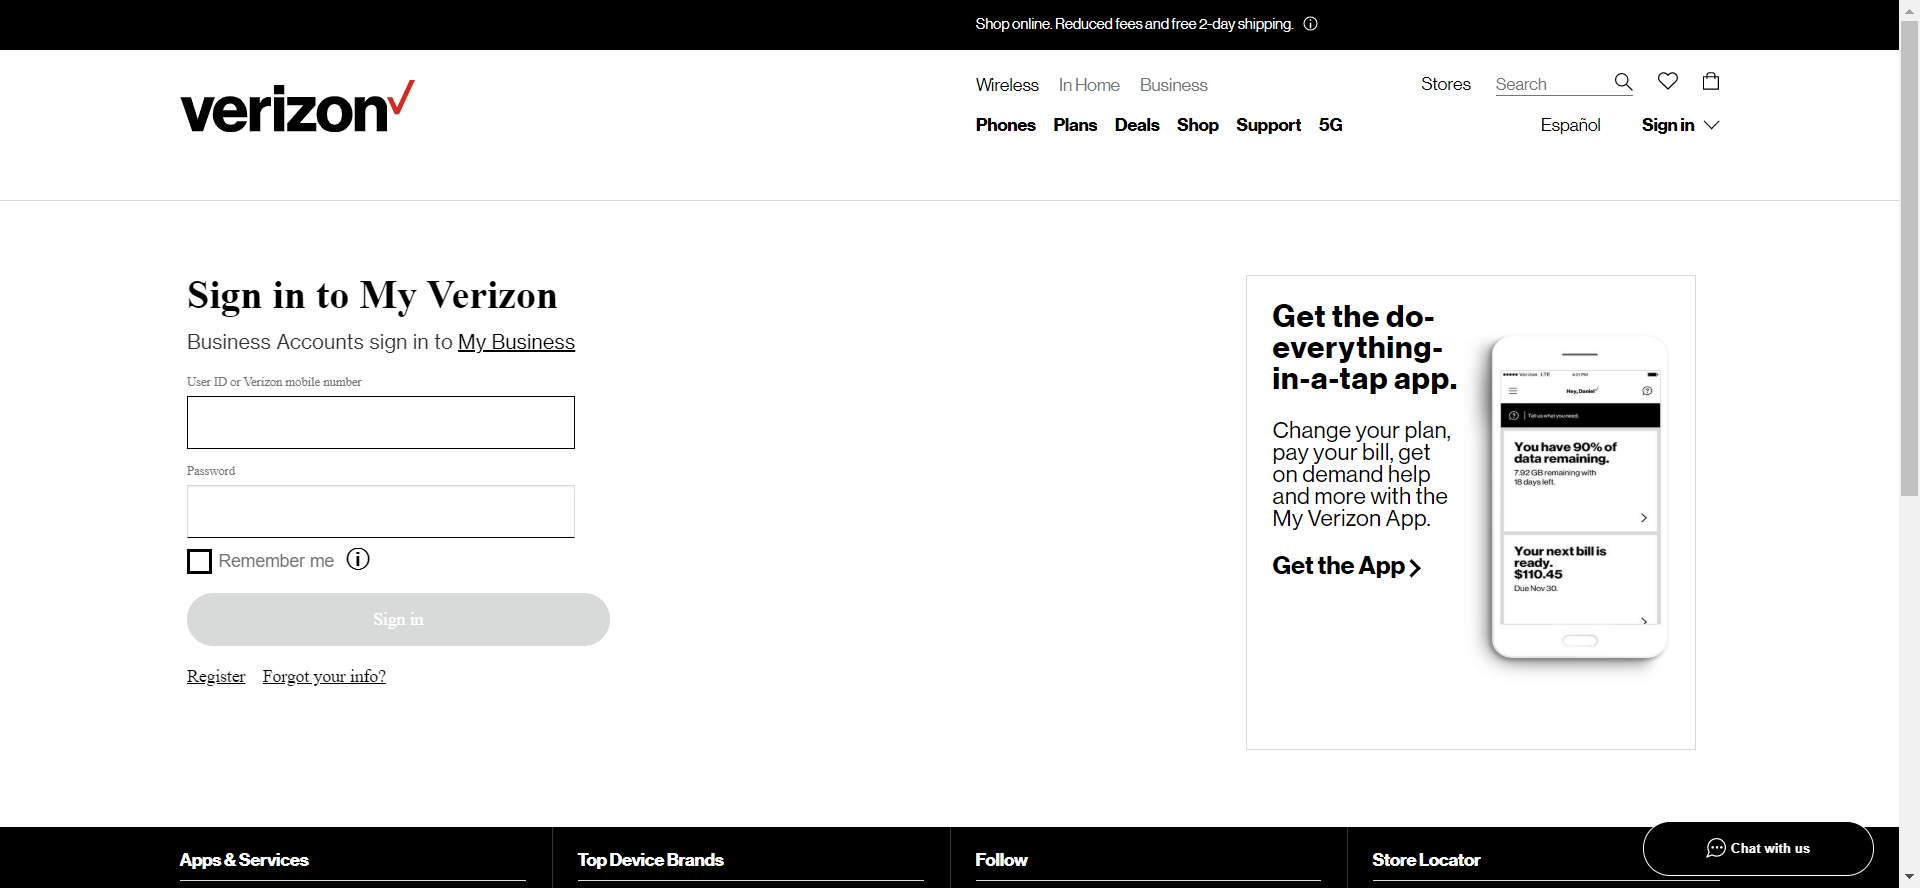 Shop online. Reduced fees and free 2-day shipping.
verizon
Wireless In Home Business
Stores Search
Phones Plans Deals Shop Support 5G
Español Sign in
Sign in to My Verizon
Business Accounts sign in to My Business
User ID or Verizon mobile number
Password
Remember me
Sign in
Register Forgot your info?
Get the do-
everything-
in-a-tap app.
Change your plan,
pay your bill, get
on demand help
and more with the
My Verizon App.
Get the App
Verizon LTE 4:21 PM
Hey, Daniel
Tell us what you need.
You have 90% of
data remaining.
7.92 GB remaining with
18 days left.
Your next bill is
ready.
$110.45
Due Nov 30.
Apps & Services
Top Device Brands
Follow
Store Locator
Chat with us